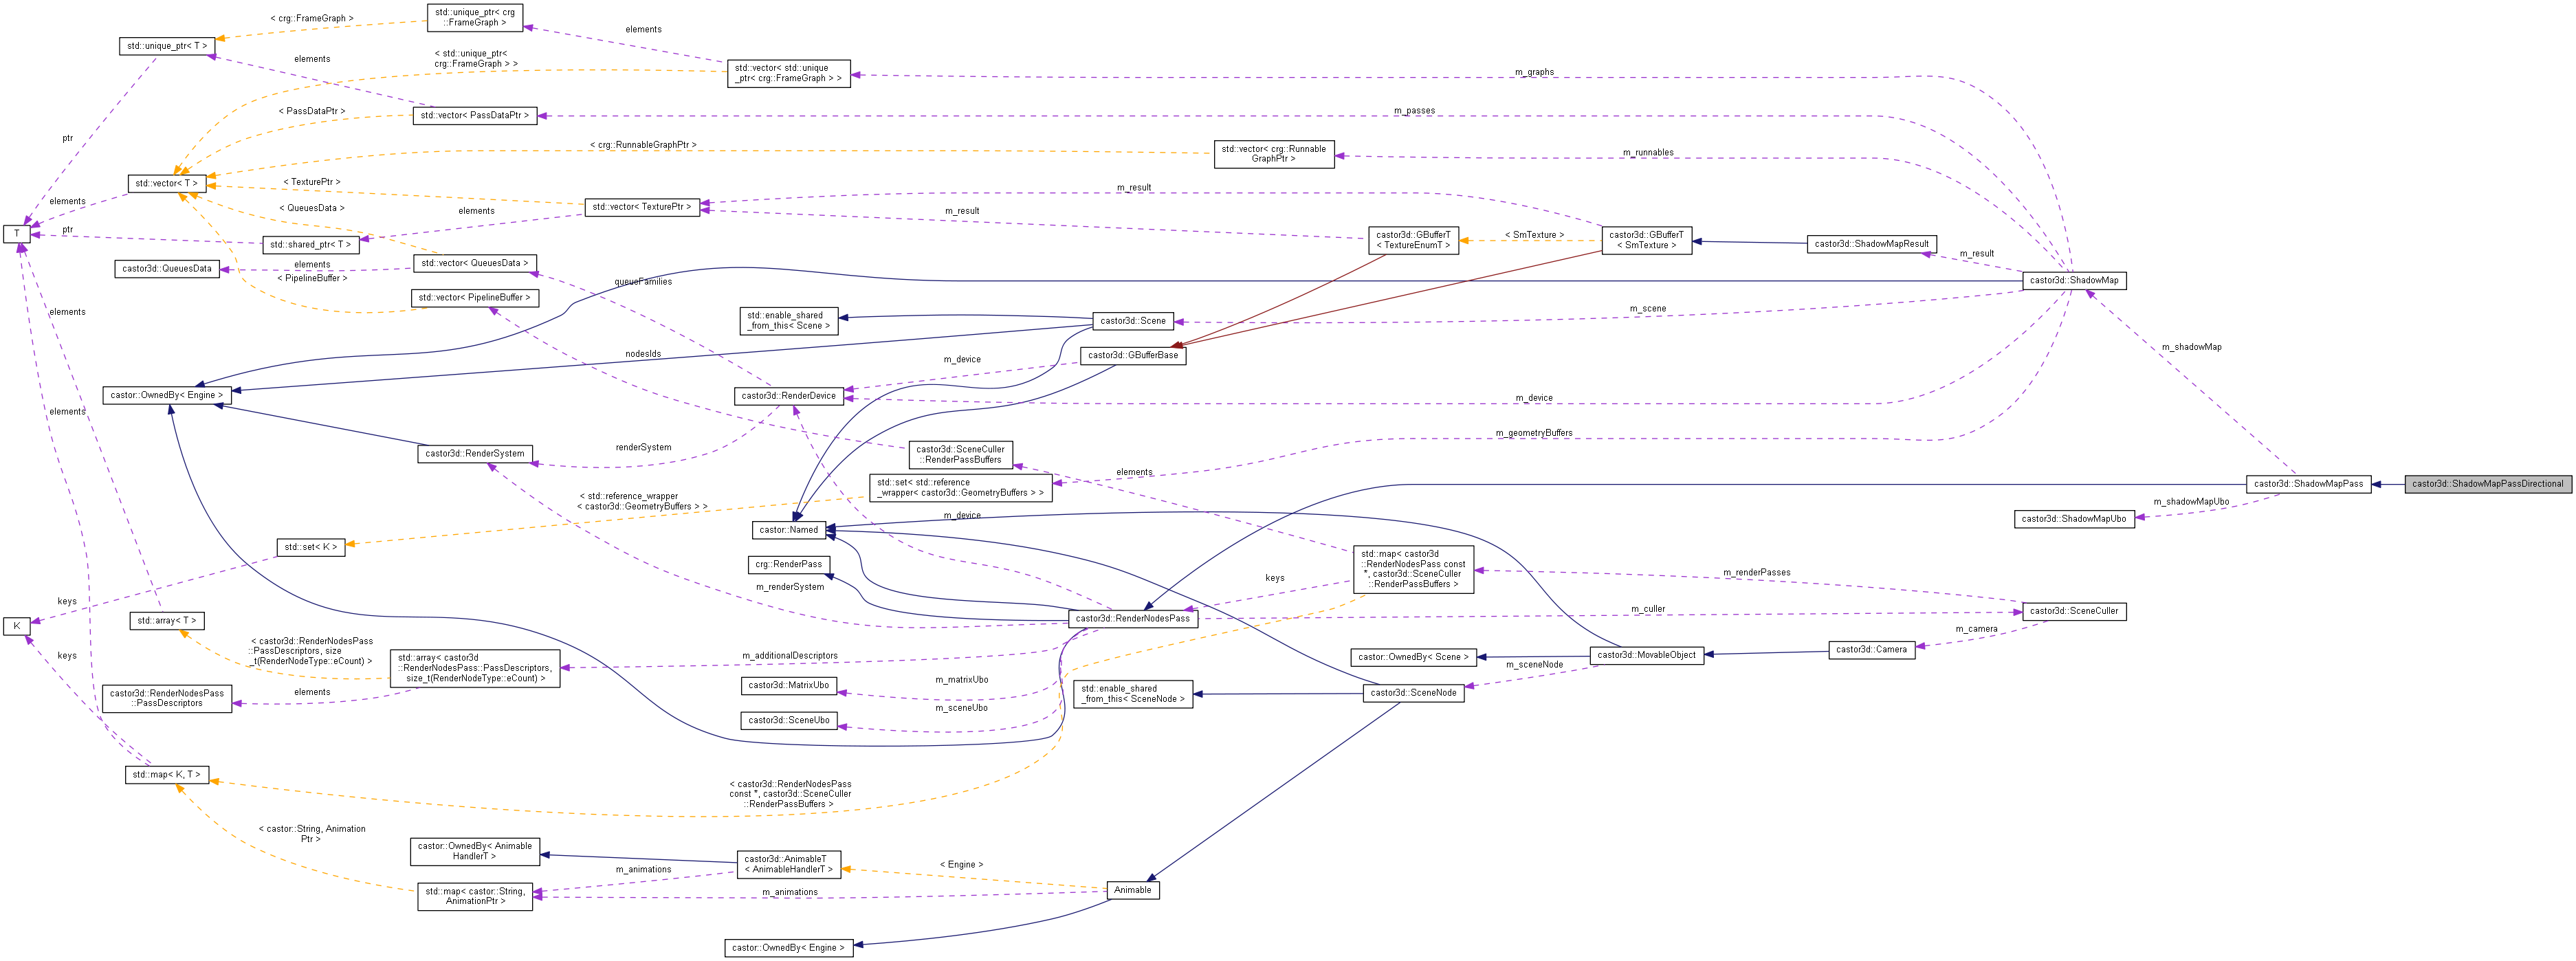 std::unique_ptr< crg
::FrameGraph >
< crg::FrameGraph >
elements
std::unique_ptr< T >
elements
< std::unique_ptr<
crg::FrameGraph > >
std::vector< std::unique
_ptr< crg::FrameGraph > >
m_graphs
< PassDataPtr >
std::vector< PassDataPtr >
m_passes
ptr
< crg::RunnableGraphPtr >
std::vector< crg::Runnable
GraphPtr >
m_runnables
std::vector< T >
< TexturePtr >
m_result
elements
< QueuesData >
elements
std::vector< TexturePtr >
m_result
T
ptr
std::shared_ptr< T >
castor3d::GBufferT
< TextureEnumT >
< SmTexture >
castor3d::GBufferT
< SmTexture >
castor3d::ShadowMapResult
m_result
castor3d::QueuesData
elements
std::vector< QueuesData >
< PipelineBuffer >
queueFamilies
castor3d::ShadowMap
std::vector< PipelineBuffer >
elements
std::enable_shared
_from_this< Scene >
castor3d::Scene
m_scene
nodesIds
m_device
castor3d::GBufferBase
m_shadowMap
castor::OwnedBy< Engine >
castor3d::RenderDevice
m_device
elements
m_geometryBuffers
castor3d::RenderSystem
renderSystem
castor3d::SceneCuller
::RenderPassBuffers
elements
std::set< std::reference
_wrapper< castor3d::GeometryBuffers > >
castor3d::ShadowMapPass
castor3d::ShadowMapPassDirectional
< std::reference_wrapper
< castor3d::GeometryBuffers > >
m_device
m_shadowMapUbo
castor3d::ShadowMapUbo
castor::Named
std::set< K >
crg::RenderPass
std::map< castor3d
::RenderNodesPass const
*, castor3d::SceneCuller
::RenderPassBuffers >
keys
m_renderPasses
m_renderSystem
keys
std::array< T >
m_culler
castor3d::SceneCuller
castor3d::RenderNodesPass
K
m_camera
< castor3d::RenderNodesPass
::PassDescriptors, size
_t(RenderNodeType::eCount) >
keys
std::array< castor3d
::RenderNodesPass::PassDescriptors,
size_t(RenderNodeType::eCount) >
m_additionalDescriptors
castor::OwnedBy< Scene >
castor3d::MovableObject
castor3d::Camera
m_sceneNode
m_matrixUbo
castor3d::MatrixUbo
castor3d::RenderNodesPass
::PassDescriptors
elements
std::enable_shared
_from_this< SceneNode >
castor3d::SceneNode
m_sceneUbo
castor3d::SceneUbo
std::map< K, T >
< castor3d::RenderNodesPass
const *, castor3d::SceneCuller
::RenderPassBuffers >
< castor::String, Animation
Ptr >
castor::OwnedBy< Animable
HandlerT >
castor3d::AnimableT
< AnimableHandlerT >
< Engine >
m_animations
std::map< castor::String,
AnimationPtr >
m_animations
Animable
castor::OwnedBy< Engine >